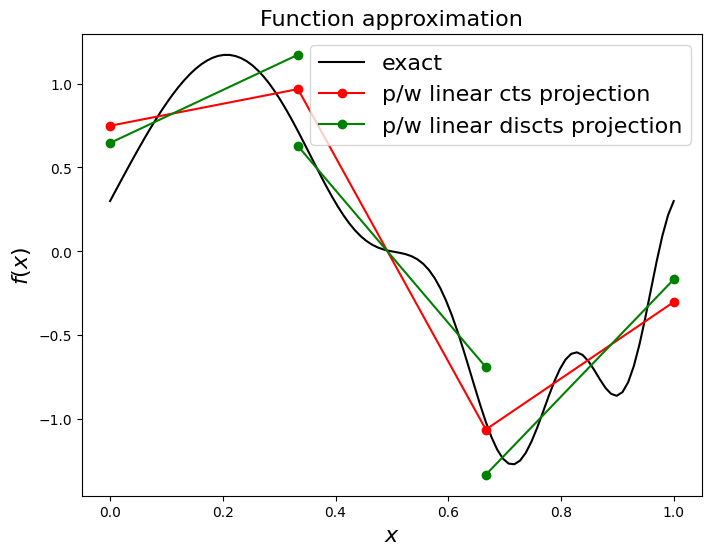 Function approximation
exact
p/w linear cts projection
p/w linear discts projection
f(x)
1.0
0.5
0.0
−0.5
−1.0
0.0 0.2 0.4 0.6 0.8 1.0
x